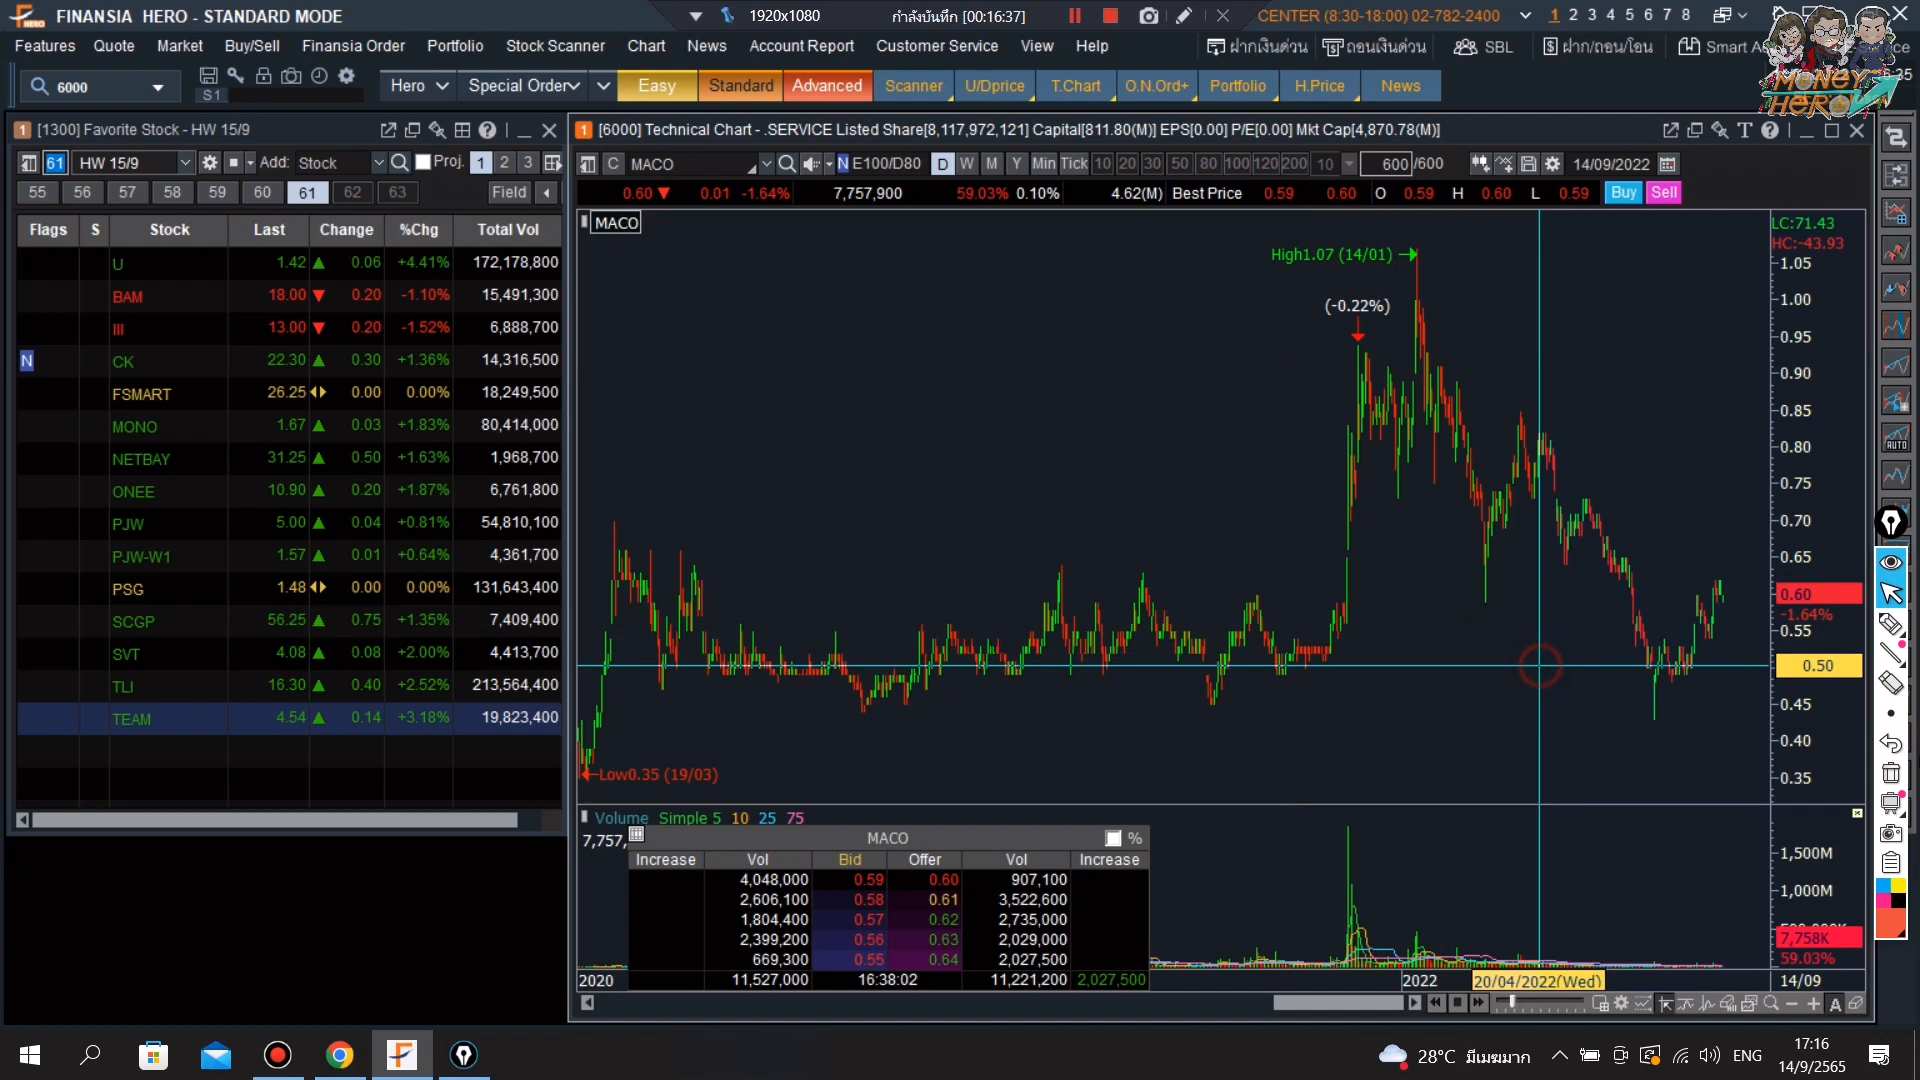 FINANSIA HERO - STANDARD MODE
1920x1080
กำลังบันทึก [00:16:37]
CENTER (8:30-18:00) 02-782-2400
1 2 3 4 5 6 7 8
Features Quote Market Buy/Sell Finansia Order Portfolio Stock Scanner Chart News Account Report Customer Service View Help
ฝากเงินด่วน ถอนเงินด่วน SBL ฝาก/ถอน/โอน
MONEY HERO
6000
S 1
Hero Special Order Easy Standard Advanced Scanner U/Dprice T.Chart O.N.Ord+ Portfolio H.Price News
1 [1300] Favorite Stock - HW 15/9
61 HW 15/9 Add: Stock Proj. 1 2 3
55 56 57 58 59 60 61 62 63 Field
Flags S Stock Last Change %Chg Total Vol
U 1.42 ▲ 0.06 +4.41% 172,178,800
BAM 18.00 ▼ 0.20 -1.10% 15,491,300
III 13.00 ▼ 0.20 -1.52% 6,888,700
N CK 22.30 ▲ 0.30 +1.36% 14,316,500
FSMART 26.25 0.00 0.00% 18,249,500
MONO 1.67 ▲ 0.03 +1.83% 80,414,000
NETBAY 31.25 ▲ 0.50 +1.63% 1,968,700
ONEE 10.90 ▲ 0.20 +1.87% 6,761,800
PJW 5.00 ▲ 0.04 +0.81% 54,810,100
PJW-W1 1.57 ▲ 0.01 +0.64% 4,361,700
PSG 1.48 0.00 0.00% 131,643,400
SCGP 56.25 ▲ 0.75 +1.35% 7,409,400
SVT 4.08 ▲ 0.08 +2.00% 4,413,700
TLI 16.30 ▲ 0.40 +2.52% 213,564,400
TEAM 4.54 ▲ 0.14 +3.18% 19,823,400
1 [6000] Technical Chart - .SERVICE Listed Share[8,117,972,121] Capital[811.80(M)] EPS[0.00] P/E[0.00] Mkt Cap[4,870.78(M)]
C MACO N E100/D80 D W M Y Min Tick 10 20 30 50 80 100 120 200 10 600/600 14/09/2022
0.60 ▼ 0.01 -1.64% 7,757,900 59.03% 0.10% 4.62(M) Best Price 0.59 0.60 O 0.59 H 0.60 L 0.59 Buy Sell
MACO
LC:71.43
HC:-43.93
High1.07 (14/01)
(-0.22%)
Low0.35 (19/03)
1.05
1.00
0.95
0.90
0.85
0.80
0.75
0.70
0.65
0.60
-1.64%
0.55
0.50
0.45
0.40
0.35
Volume Simple 5 10 25 75
7,757,
MACO %
Increase Vol Bid Offer Vol Increase
4,048,000 0.59 0.60 907,100
2,606,100 0.58 0.61 3,522,600
1,804,400 0.57 0.62 2,735,000
2,399,200 0.56 0.63 2,029,000
669,300 0.55 0.64 2,027,500
11,527,000 16:38:02 11,221,200 2,027,500
1,500M
1,000M
7,758K
59.03%
2020 2022 20/04/2022(Wed) 14/09
AUTO
A
28°C มีเมฆมาก ENG
17:16
14/9/2565